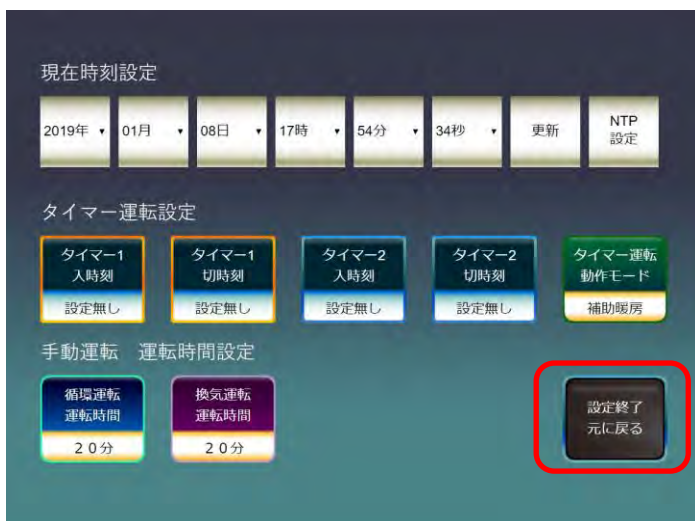 現在時刻設定
2019年 01月 08日 17時 54分 34秒 更新 NTP
設定
タイマー運転設定
タイマー1
入時刻
設定無し
タイマー1
切時刻
設定無し
タイマー2
入時刻
設定無し
タイマー2
切時刻
設定無し
タイマー運転
動作モード
補助暖房
手動運転　運転時間設定
循環運転
運転時間
２０分
換気運転
運転時間
２０分
設定終了
元に戻る